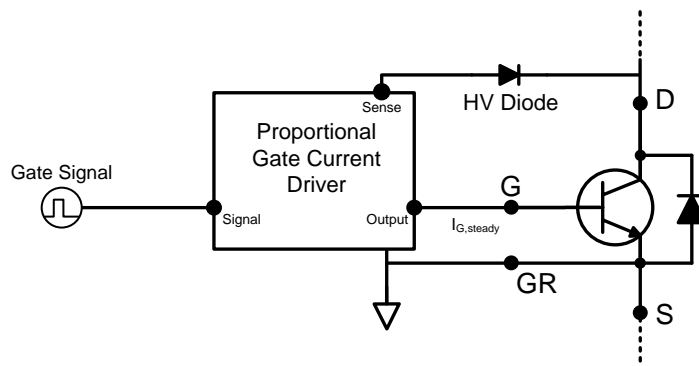 Sense
HV Diode
D
Proportional
Gate Current
Driver
Gate Signal
Signal
Output
G
I_G,steady
GR
S